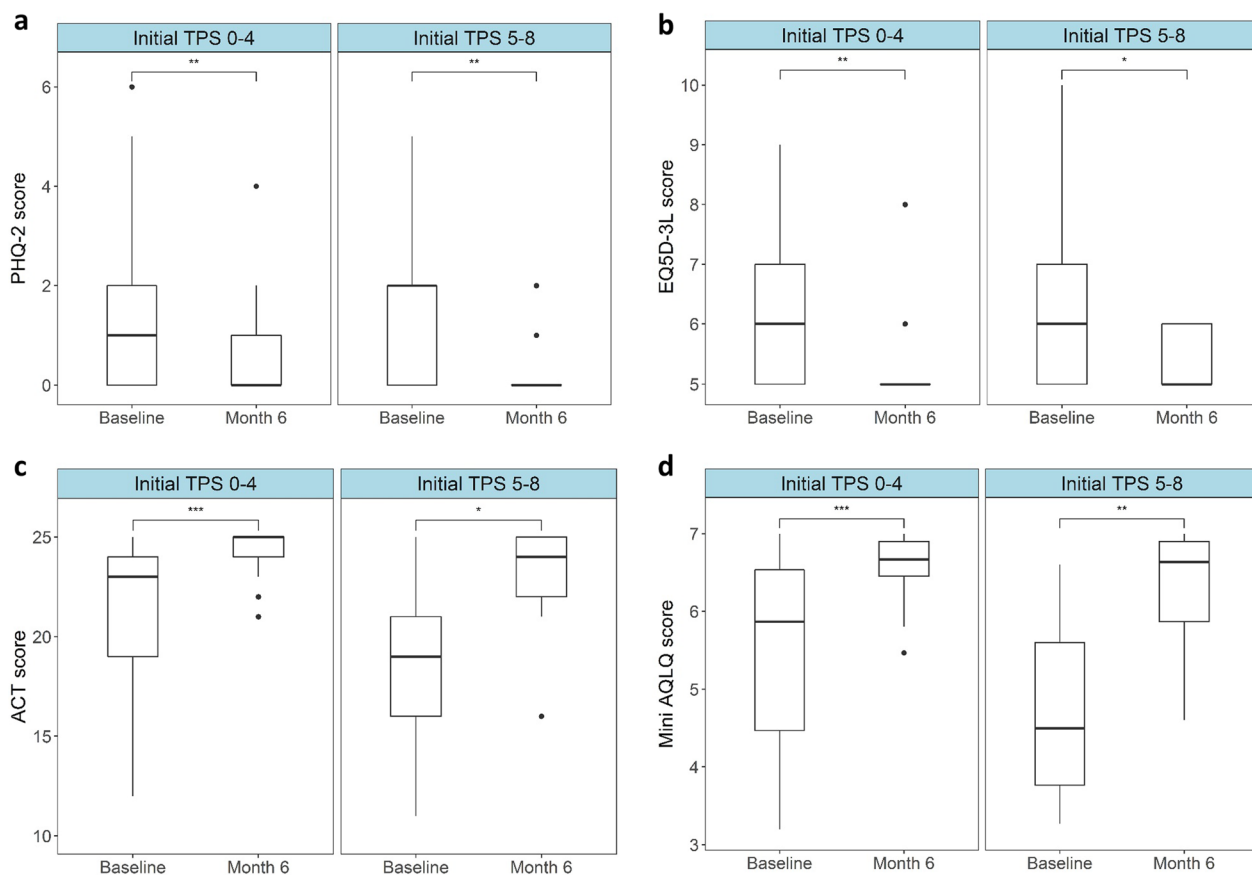 a
Initial TPS 0-4 Initial TPS 5-8
** **
PHQ-2 score
6
4
2
0
Baseline Month 6 Baseline Month 6
b
Initial TPS 0-4 Initial TPS 5-8
** *
EQ5D-3L score
10
9
8
7
6
5
Baseline Month 6 Baseline Month 6
c
Initial TPS 0-4 Initial TPS 5-8
*** *
ACT score
25
20
15
10
Baseline Month 6 Baseline Month 6
d
Initial TPS 0-4 Initial TPS 5-8
*** **
Mini AQLQ score
7
6
5
4
3
Baseline Month 6 Baseline Month 6